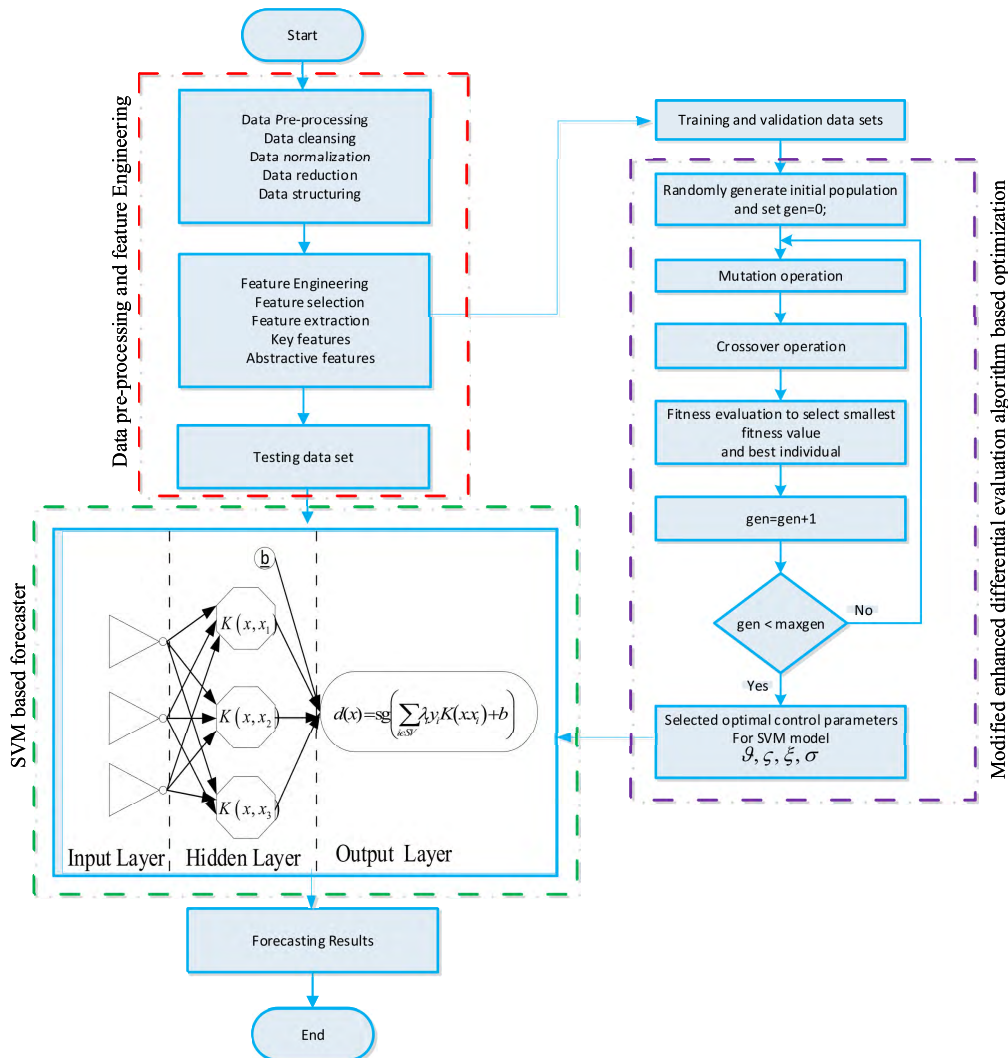 Start
Data pre-processing and feature Engineering
Data Pre-processing
Data cleansing
Data normalization
Data reduction
Data structuring
Feature Engineering
Feature selection
Feature extraction
Key features
Abstractive features
Testing data set
Training and validation data sets
Modified enhanced differential evaluation algorithm based optimization
Randomly generate initial population
and set gen=0;
Mutation operation
Crossover operation
Fitness evaluation to select smallest
fitness value
and best individual
gen=gen+1
gen < maxgen
No
Yes
Selected optimal control parameters
For SVM model
ϑ, ς, ξ, σ
SVM based forecaster
b
K(x, x₁)
K(x, x₂)
K(x, x₃)
d(x)=sg(∑λᵢyᵢK(x.xᵢ)+b)
i∈SV
Input Layer
Hidden Layer
Output Layer
Forecasting Results
End